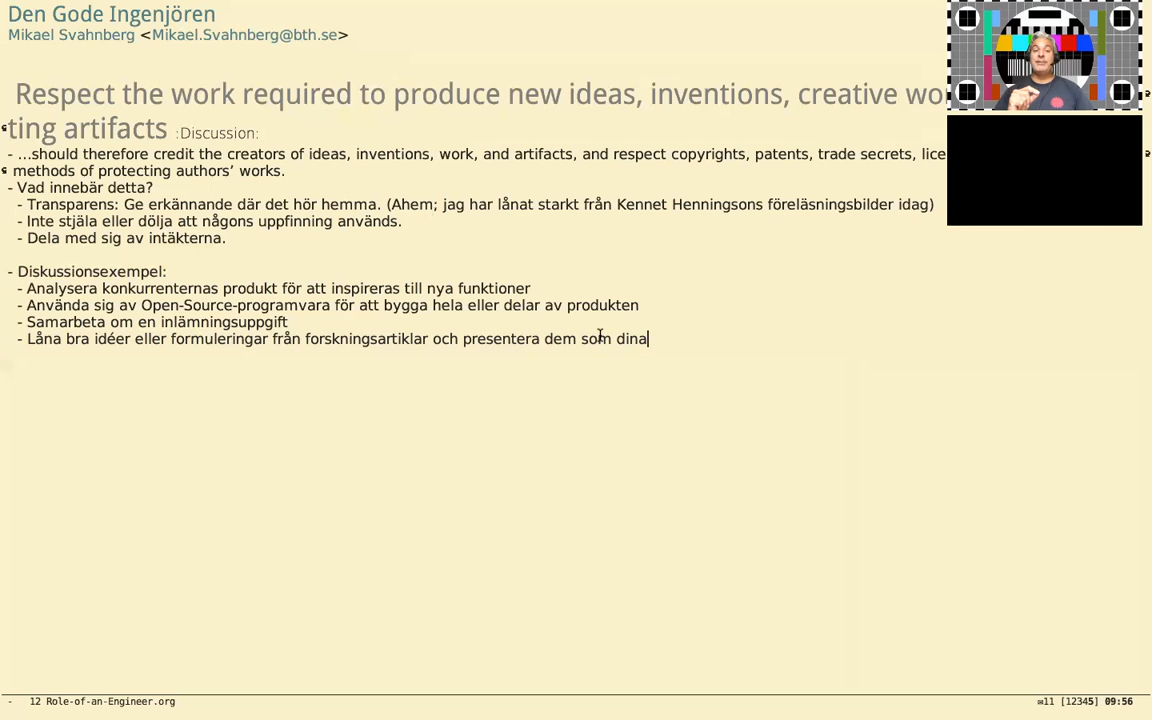 Den Gode Ingenjören
Mikael Svahnberg <Mikael.Svahnberg@bth.se>
Respect the work required to produce new ideas, inventions, creative
ting artifacts :Discussion:
- ...should therefore credit the creators of ideas, inventions, work, and artifacts, and respect copyrights, patents, trade secrets,
methods of protecting authors’ works.
- Vad innebär detta?
- Transparens: Ge erkännande där det hör hemma. (Ahem; jag har lånat starkt från Kennet Henningsons föreläsningsbilder idag)
- Inte stjäla eller dölja att någons uppfinning används.
- Dela med sig av intäkterna.
- Diskussionsexempel:
- Analysera konkurrenternas produkt för att inspireras till nya funktioner
- Använda sig av Open-Source-programvara för att bygga hela eller delar av produkten
- Samarbeta om en inlämningsuppgift
- Låna bra idéer eller formuleringar från forskningsartiklar och presentera dem som dina
- 12 Role-of-an-Engineer.org
✉11 [12345] 09:56